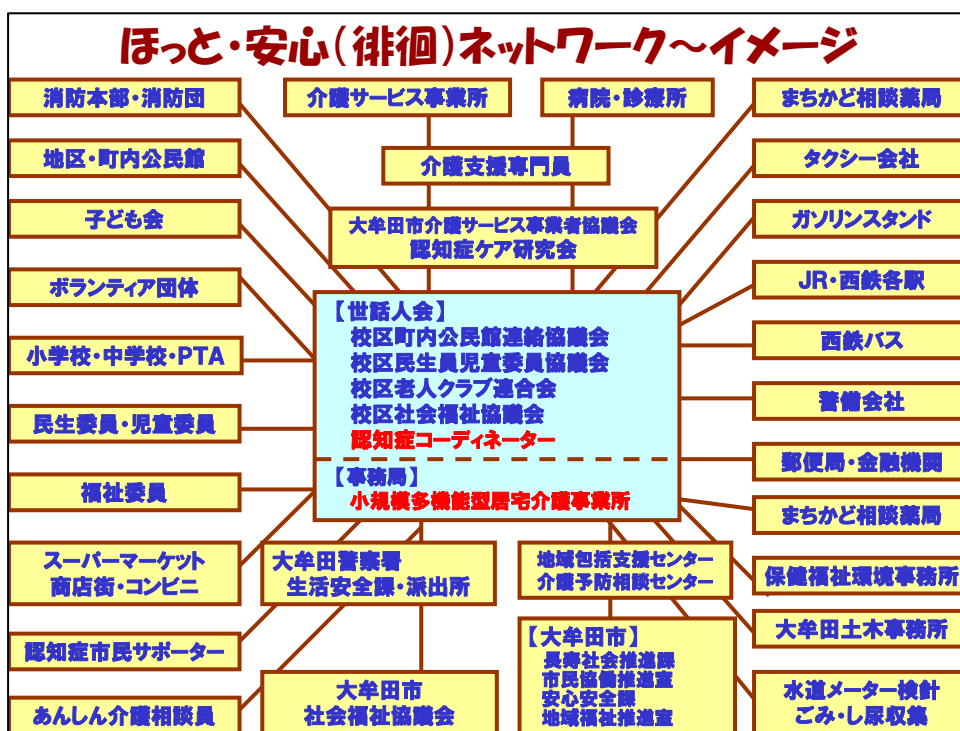 ほっと・安心(徘徊)ネットワーク～イメージ
消防本部・消防団
介護サービス事業所
病院・診療所
まちかど相談薬局
地区・町内公民館
介護支援専門員
タクシー会社
子ども会
大牟田市介護サービス事業者協議会
認知症ケア研究会
ガソリンスタンド
ボランティア団体
JR・西鉄各駅
小学校・中学校・PTA
西鉄バス
民生委員・児童委員
警備会社
福祉委員
郵便局・金融機関
まちかど相談薬局
【世話人会】
校区町内公民館連絡協議会
校区民生員児童委員協議会
校区老人クラブ連合会
校区社会福祉協議会
認知症コーディネーター
【事務局】
小規模多機能型居宅介護事業所
スーパーマーケット
商店街・コンビニ
大牟田警察署
生活安全課・派出所
地域包括支援センター
介護予防相談センター
保健福祉環境事務所
認知症市民サポーター
大牟田土木事務所
あんしん介護相談員
大牟田市
社会福祉協議会
【大牟田市】
長寿社会推進課
市民協働推進室
安心安全課
地域福祉推進室
水道メーター検針
ごみ・し尿収集